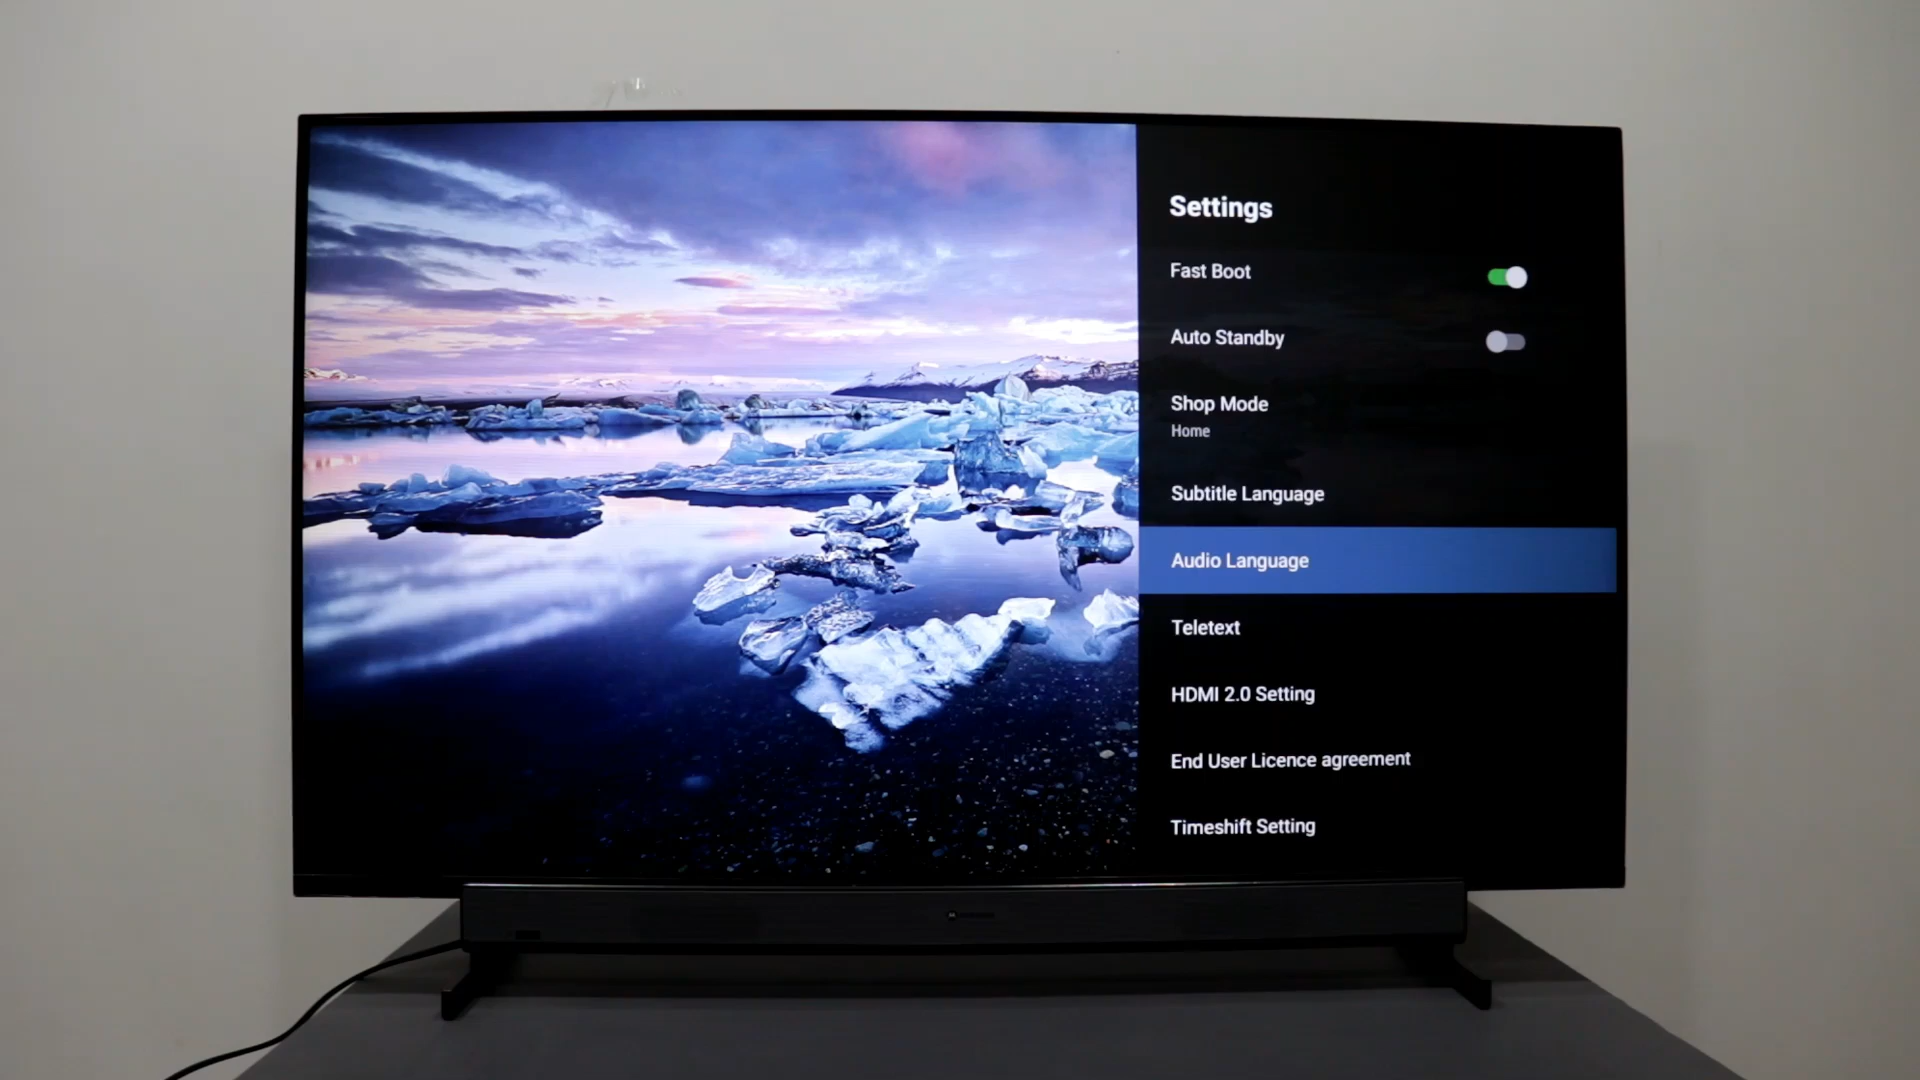 Settings
Fast Boot
Auto Standby
Shop Mode
Home
Subtitle Language
Audio Language
Teletext
HDMI 2.0 Setting
End User Licence agreement
Timeshift Setting